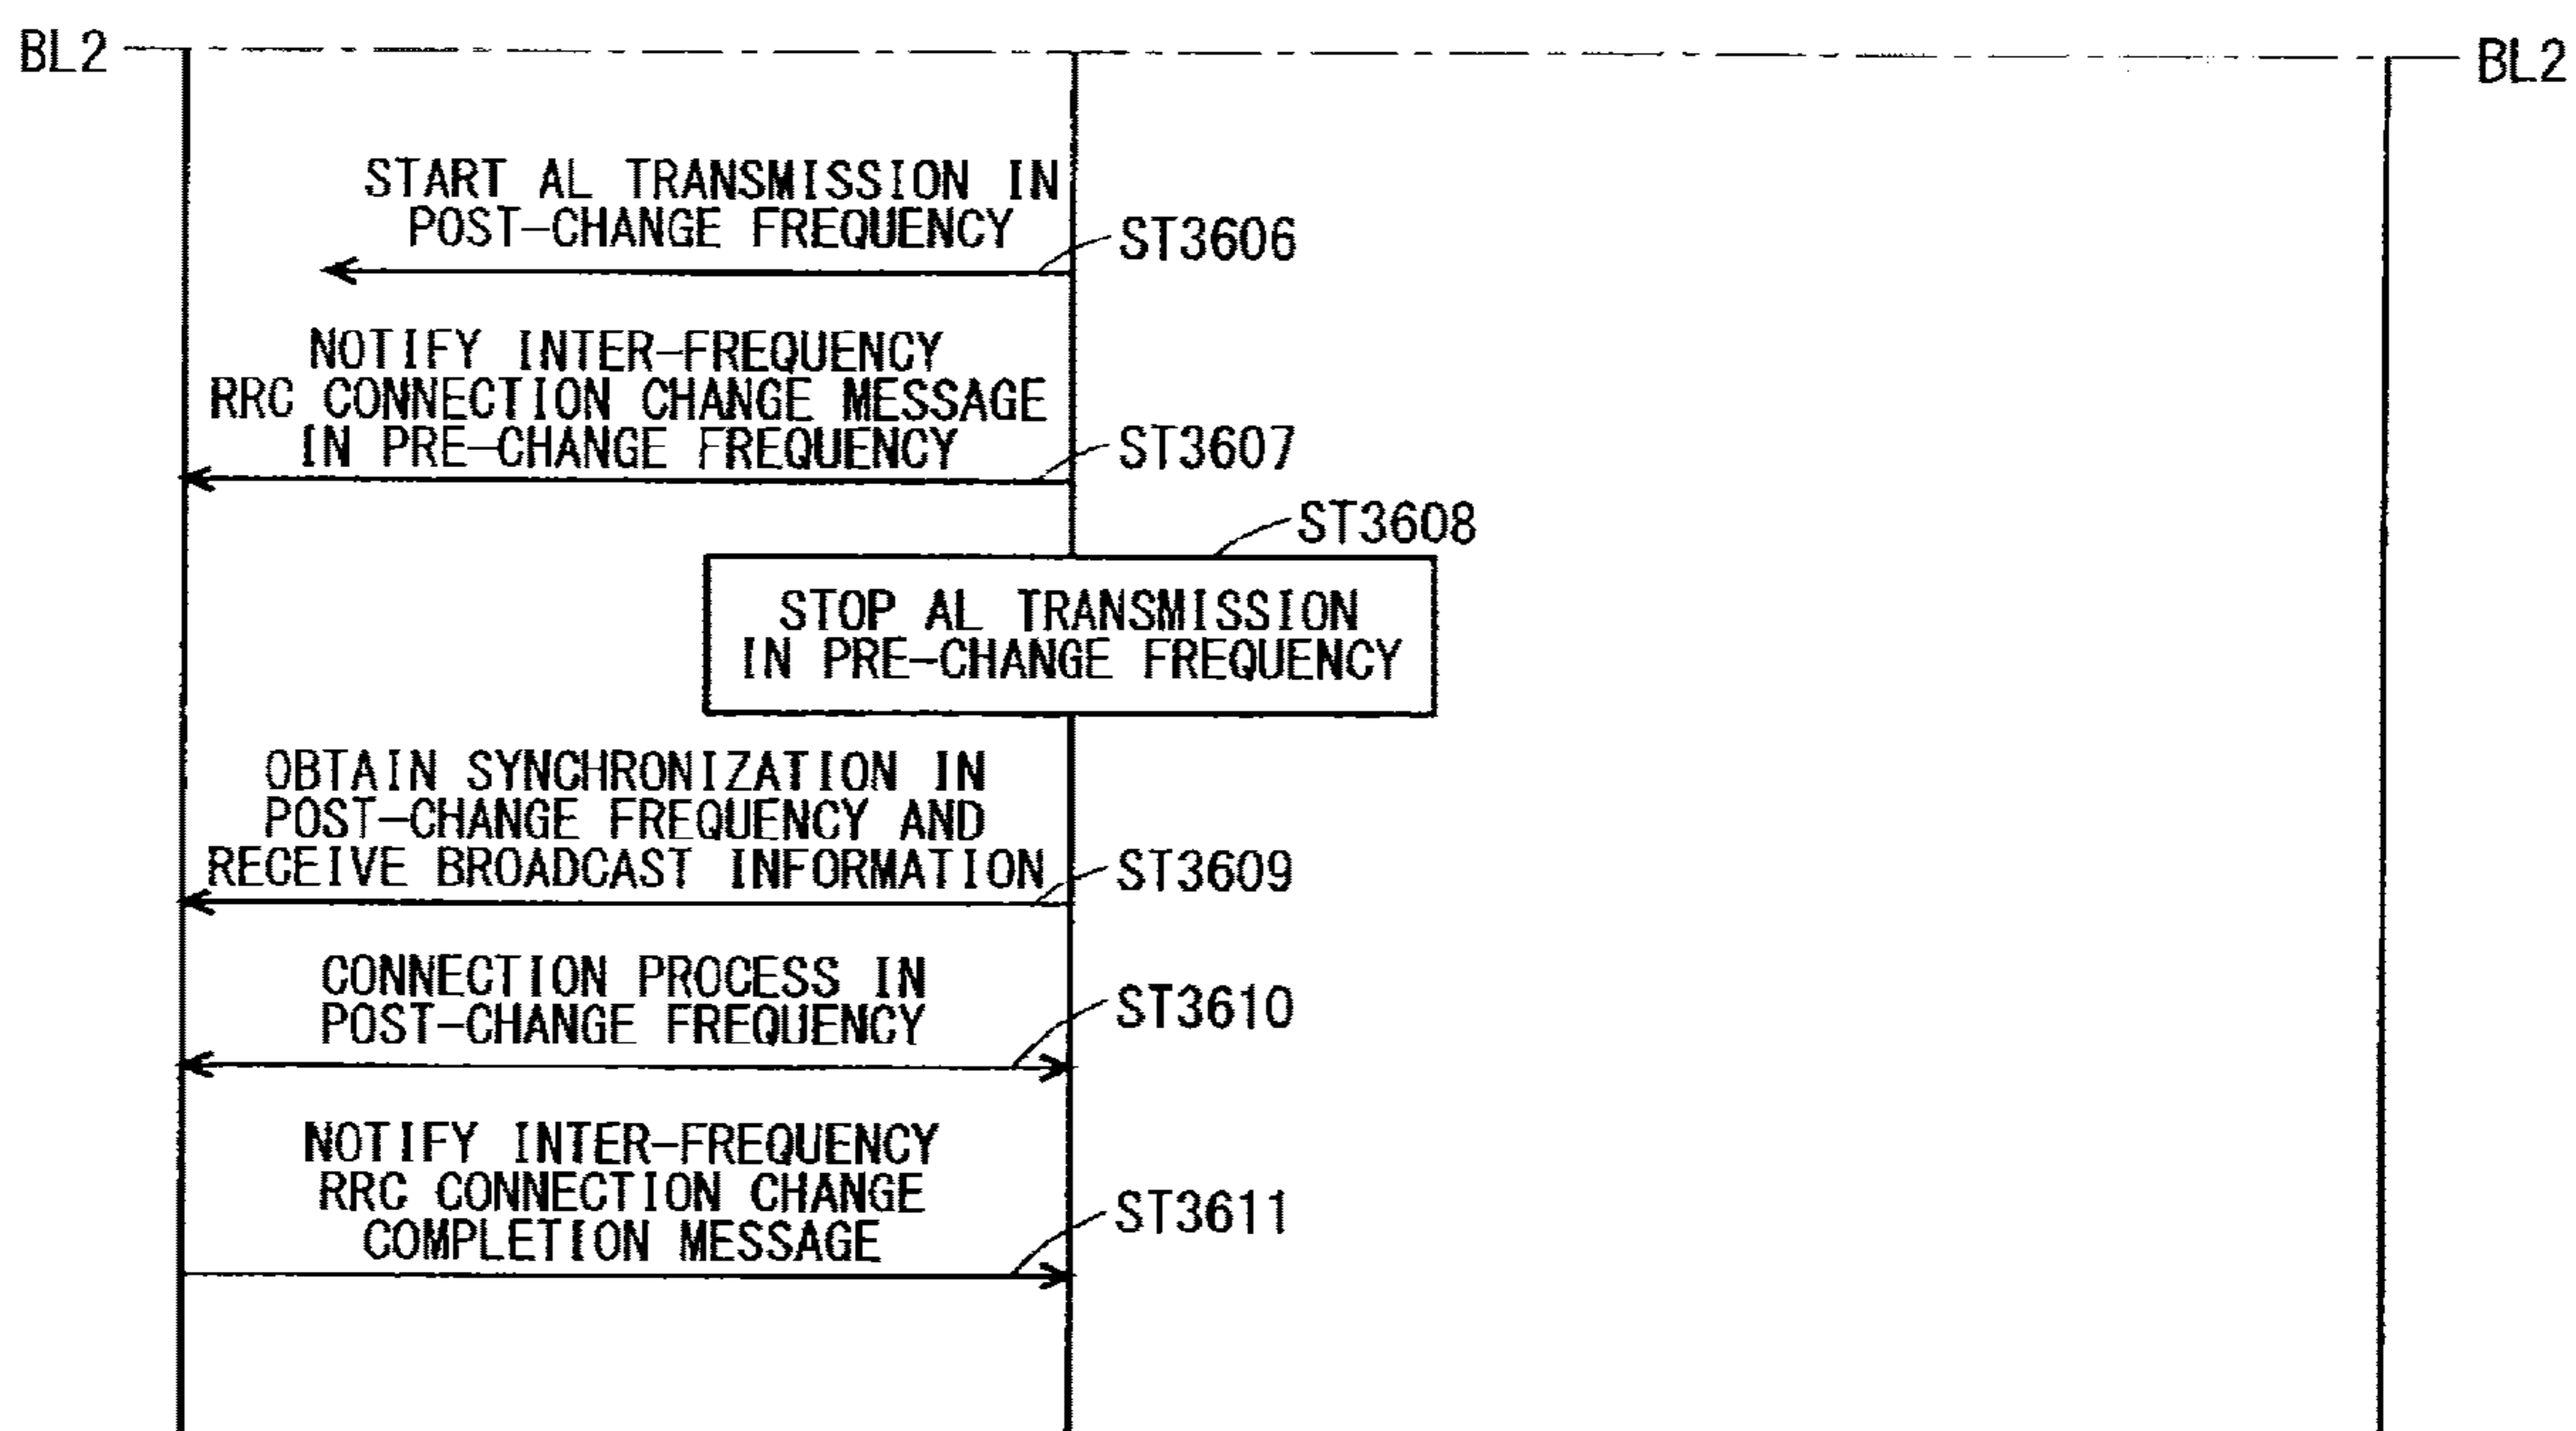 BL2
BL2
START AL TRANSMISSION IN
POST-CHANGE FREQUENCY
ST3606
NOTIFY INTER-FREQUENCY
RRC CONNECTION CHANGE MESSAGE
IN PRE-CHANGE FREQUENCY
ST3607
ST3608
STOP AL TRANSMISSION
IN PRE-CHANGE FREQUENCY
OBTAIN SYNCHRONIZATION IN
POST-CHANGE FREQUENCY AND
RECEIVE BROADCAST INFORMATION
ST3609
CONNECTION PROCESS IN
POST-CHANGE FREQUENCY
ST3610
NOTIFY INTER-FREQUENCY
RRC CONNECTION CHANGE
COMPLETION MESSAGE
ST3611